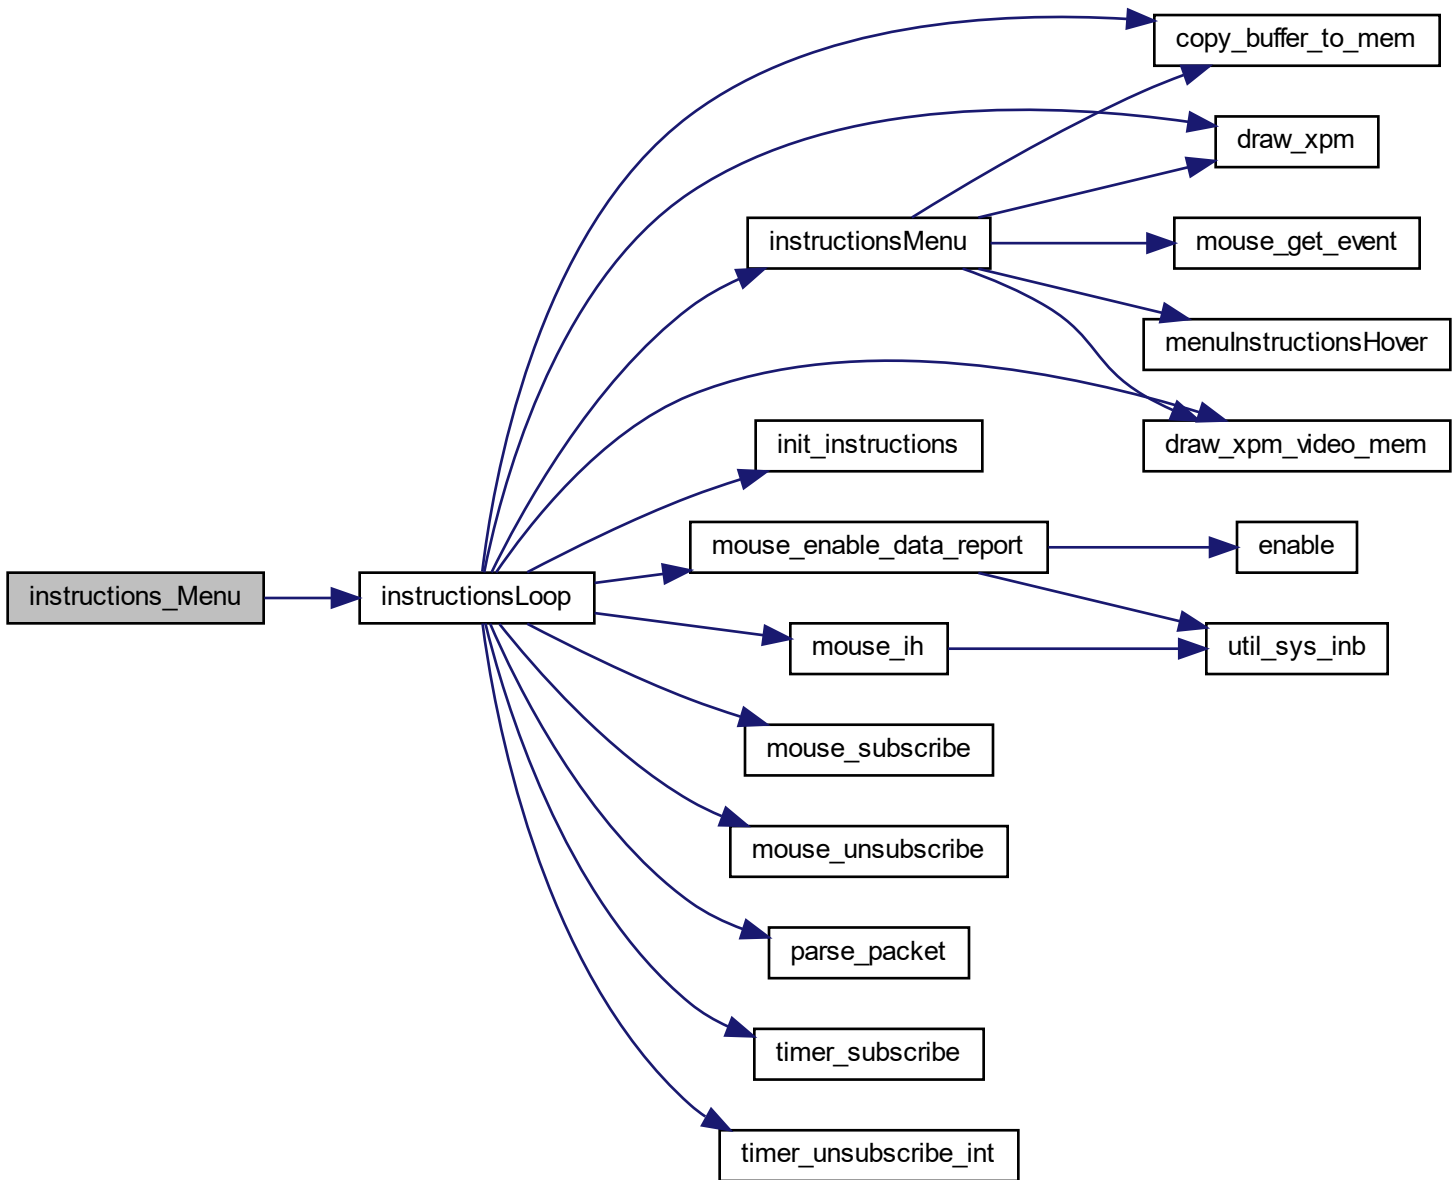 copy_buffer_to_mem
draw_xpm
instructionsMenu
mouse_get_event
menuInstructionsHover
init_instructions
draw_xpm_video_mem
mouse_enable_data_report
enable
instructions_Menu
instructionsLoop
mouse_ih
util_sys_inb
mouse_subscribe
mouse_unsubscribe
parse_packet
timer_subscribe
timer_unsubscribe_int